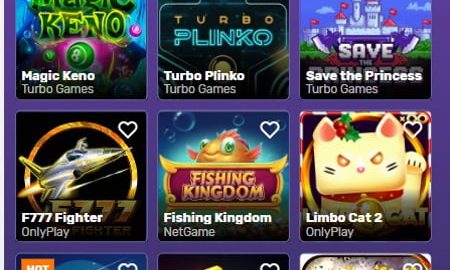 MAGIC
KENO
Magic Keno
Turbo Games
TURBO
PLINKO
Turbo Plinko
Turbo Games
SAVE
THE
PRINCESS
Save the Princess
Turbo Games
F777
FIGHTER
F777 Fighter
OnlyPlay
FISHING
KINGDOM
Fishing Kingdom
NetGame
CAT
Limbo Cat 2
OnlyPlay
HOT